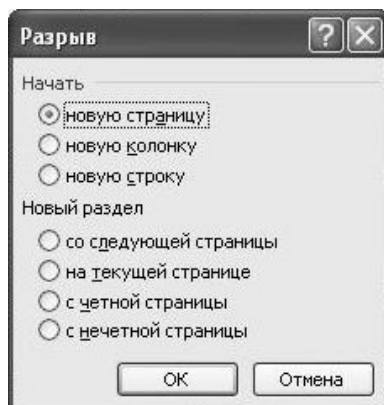 Разрыв
Начать
новую страницу
новую колонку
новую строку
Новый раздел
со следующей страницы
на текущей странице
с четной страницы
с нечетной страницы
ОК Отмена